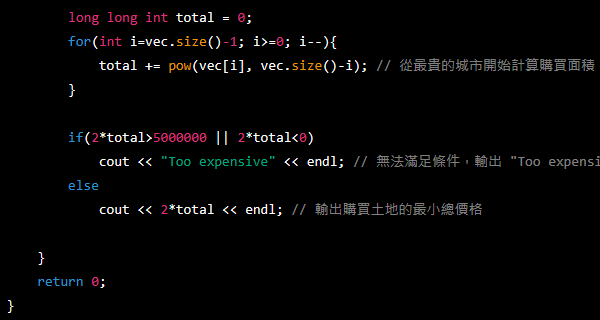 long long int total = 0;
for(int i=vec.size()-1; i>=0; i--){
total += pow(vec[i], vec.size()-i); // 從最貴的城市開始計算購買面積
}
if(2*total>5000000 || 2*total<0)
cout << "Too expensive" << endl; // 無法滿足條件，輸出 "Too expensi
else
cout << 2*total << endl; // 輸出購買土地的最小總價格
}
return 0;
}